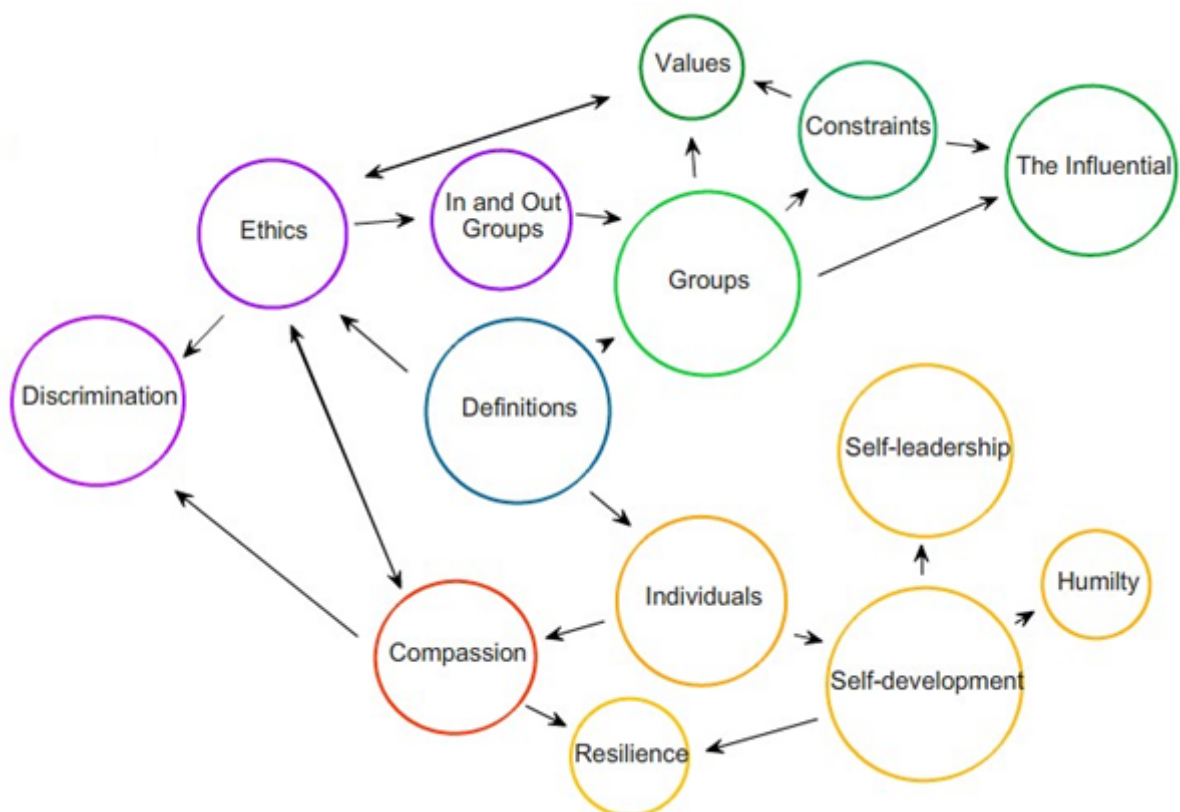 Values
Constraints
The Influential
Ethics
In and Out
Groups
Groups
Discrimination
Definitions
Self-leadership
Individuals
Humilty
Compassion
Self-development
Resilience